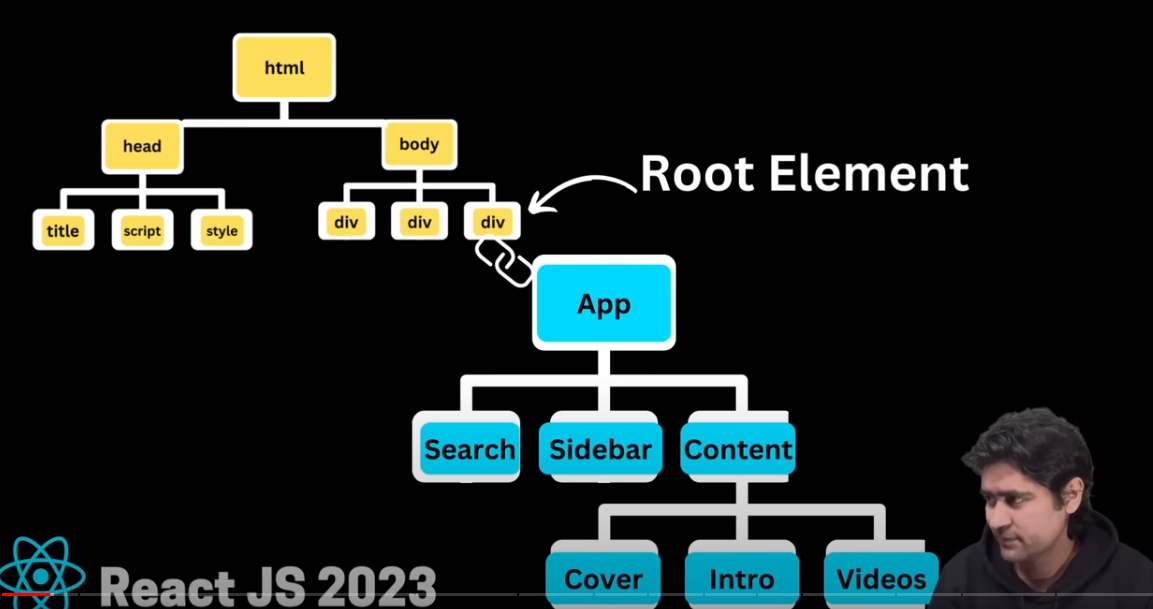 html
head
body
Root Element
title
script
style
div
div
div
App
Search
Sidebar
Content
Cover
Intro
Videos
React JS 2023